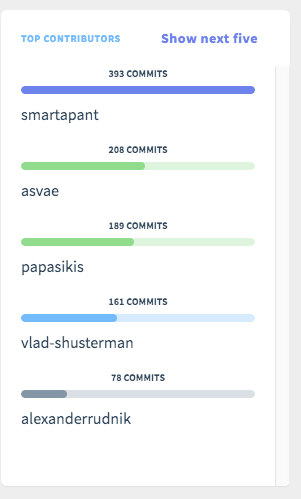 TOP CONTRIBUTORS Show next five
393 COMMITS
smartapant
208 COMMITS
asvae
189 COMMITS
papasikis
161 COMMITS
vlad-shusterman
78 COMMITS
alexanderrudnik